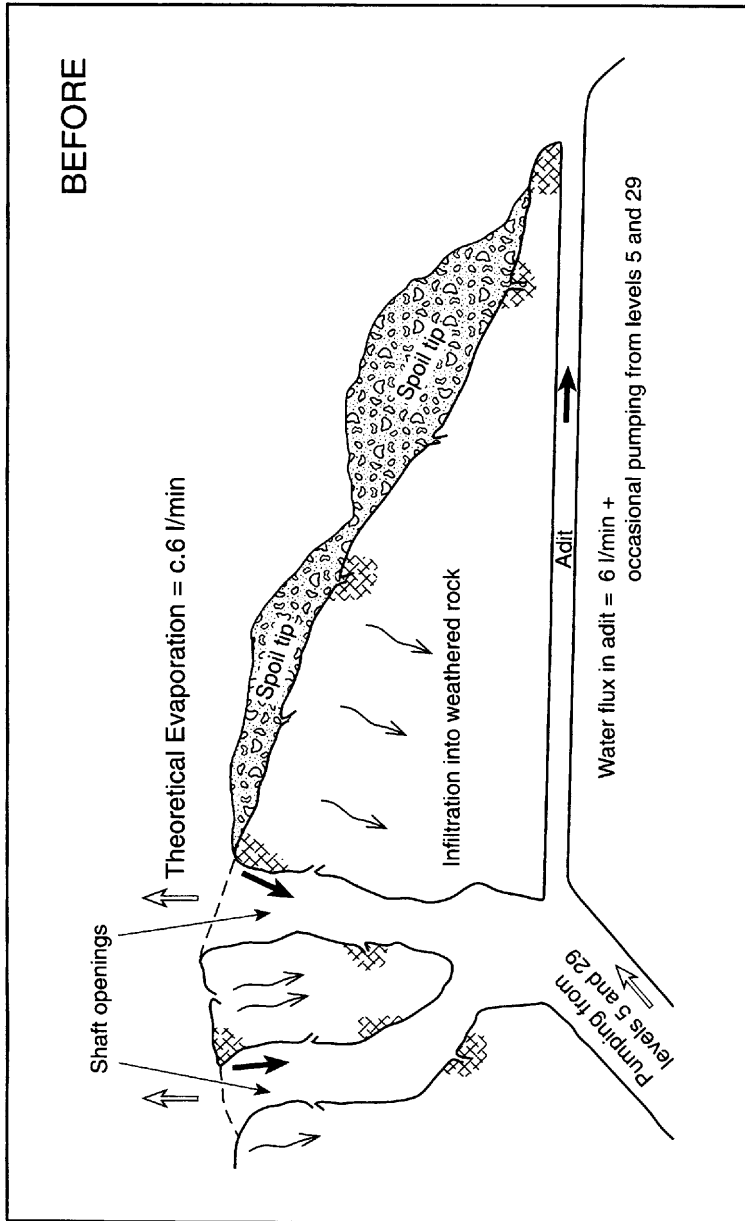 BEFORE
Theoretical Evaporation = c.6 l/min
Shaft openings
Spoil tip
Spoil tip
Infiltration into weathered rock
Adit
Pumping from
levels 5 and 29
Water flux in adit = 6 l/min +
occasional pumping from levels 5 and 29